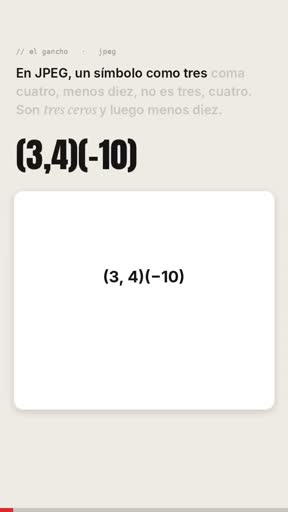 // el gancho · jpeg
En JPEG, un símbolo como tres coma
cuatro, menos diez, no es tres, cuatro.
Son tres ceros y luego menos diez.
(3,4)(-10)
(3, 4)(−10)